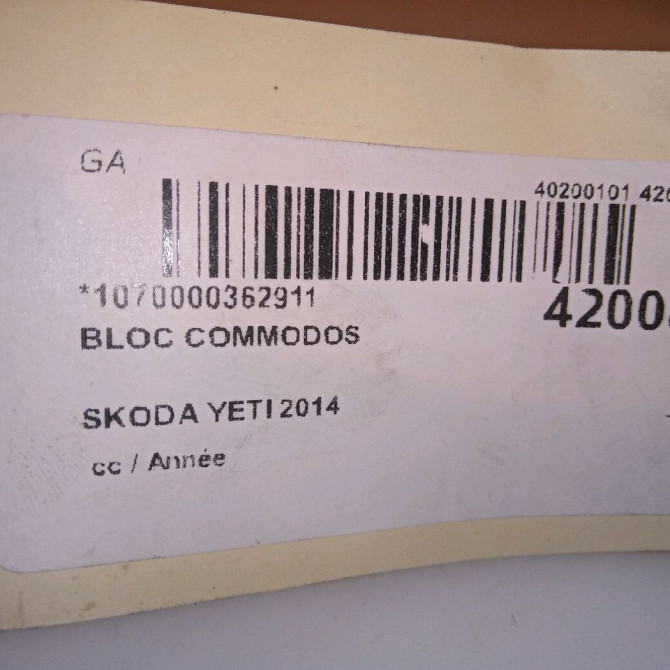 GA
40200101 420
*1070000362911
4200
BLOC COMMODOS
SKODA YETI 2014
cc / Année